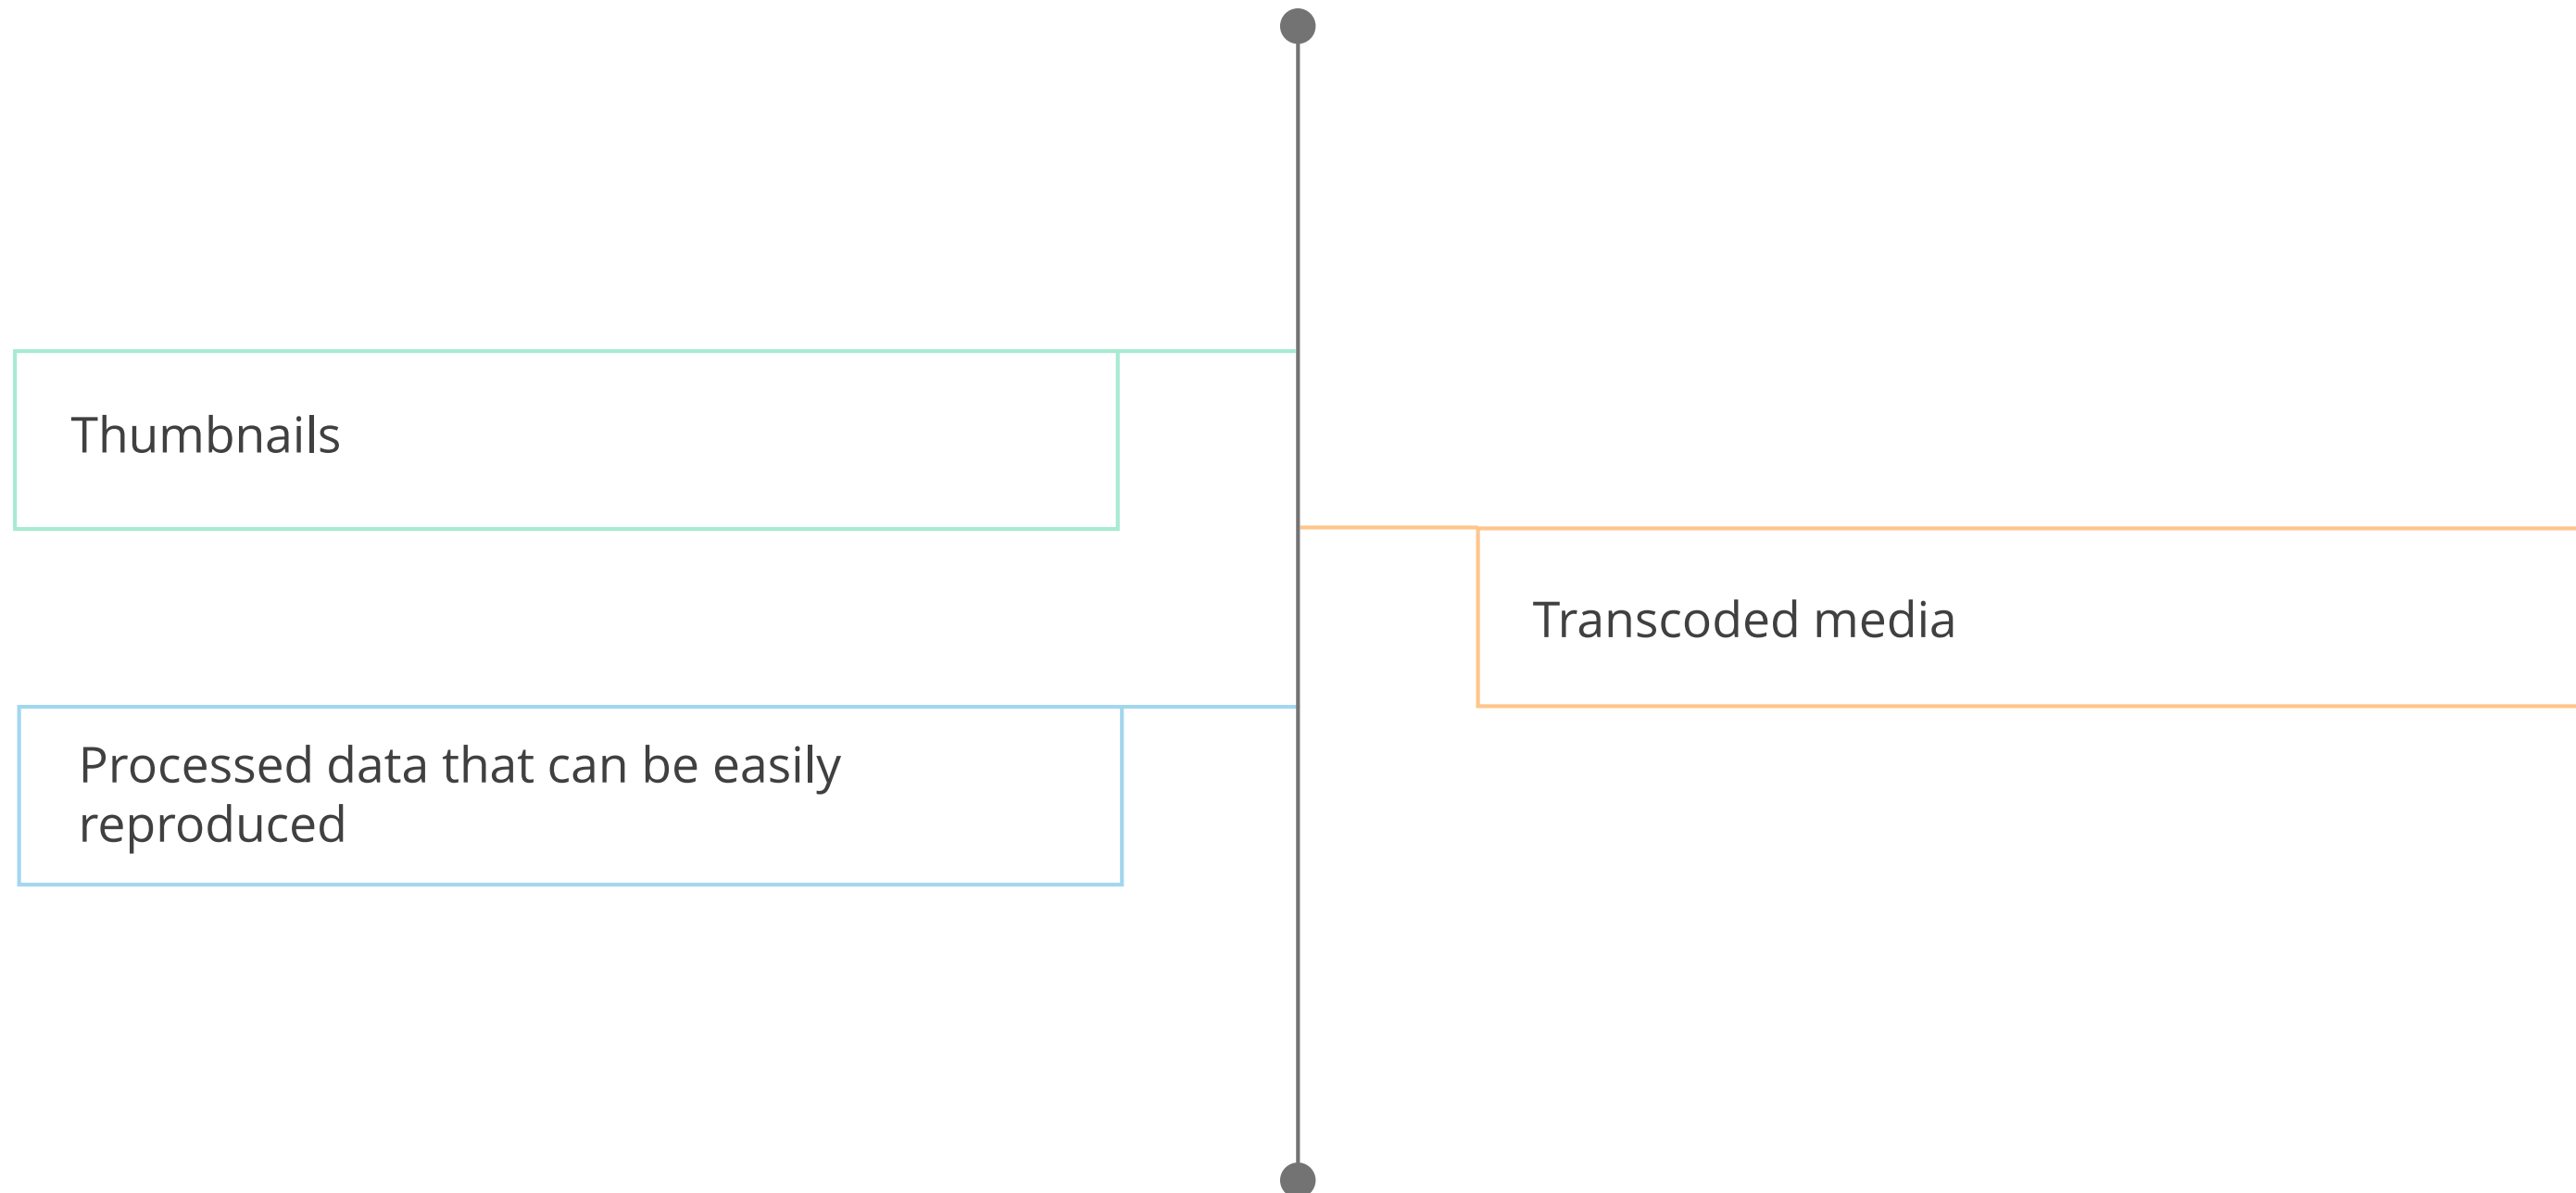 Thumbnails
Transcoded media
Processed data that can be easily
reproduced